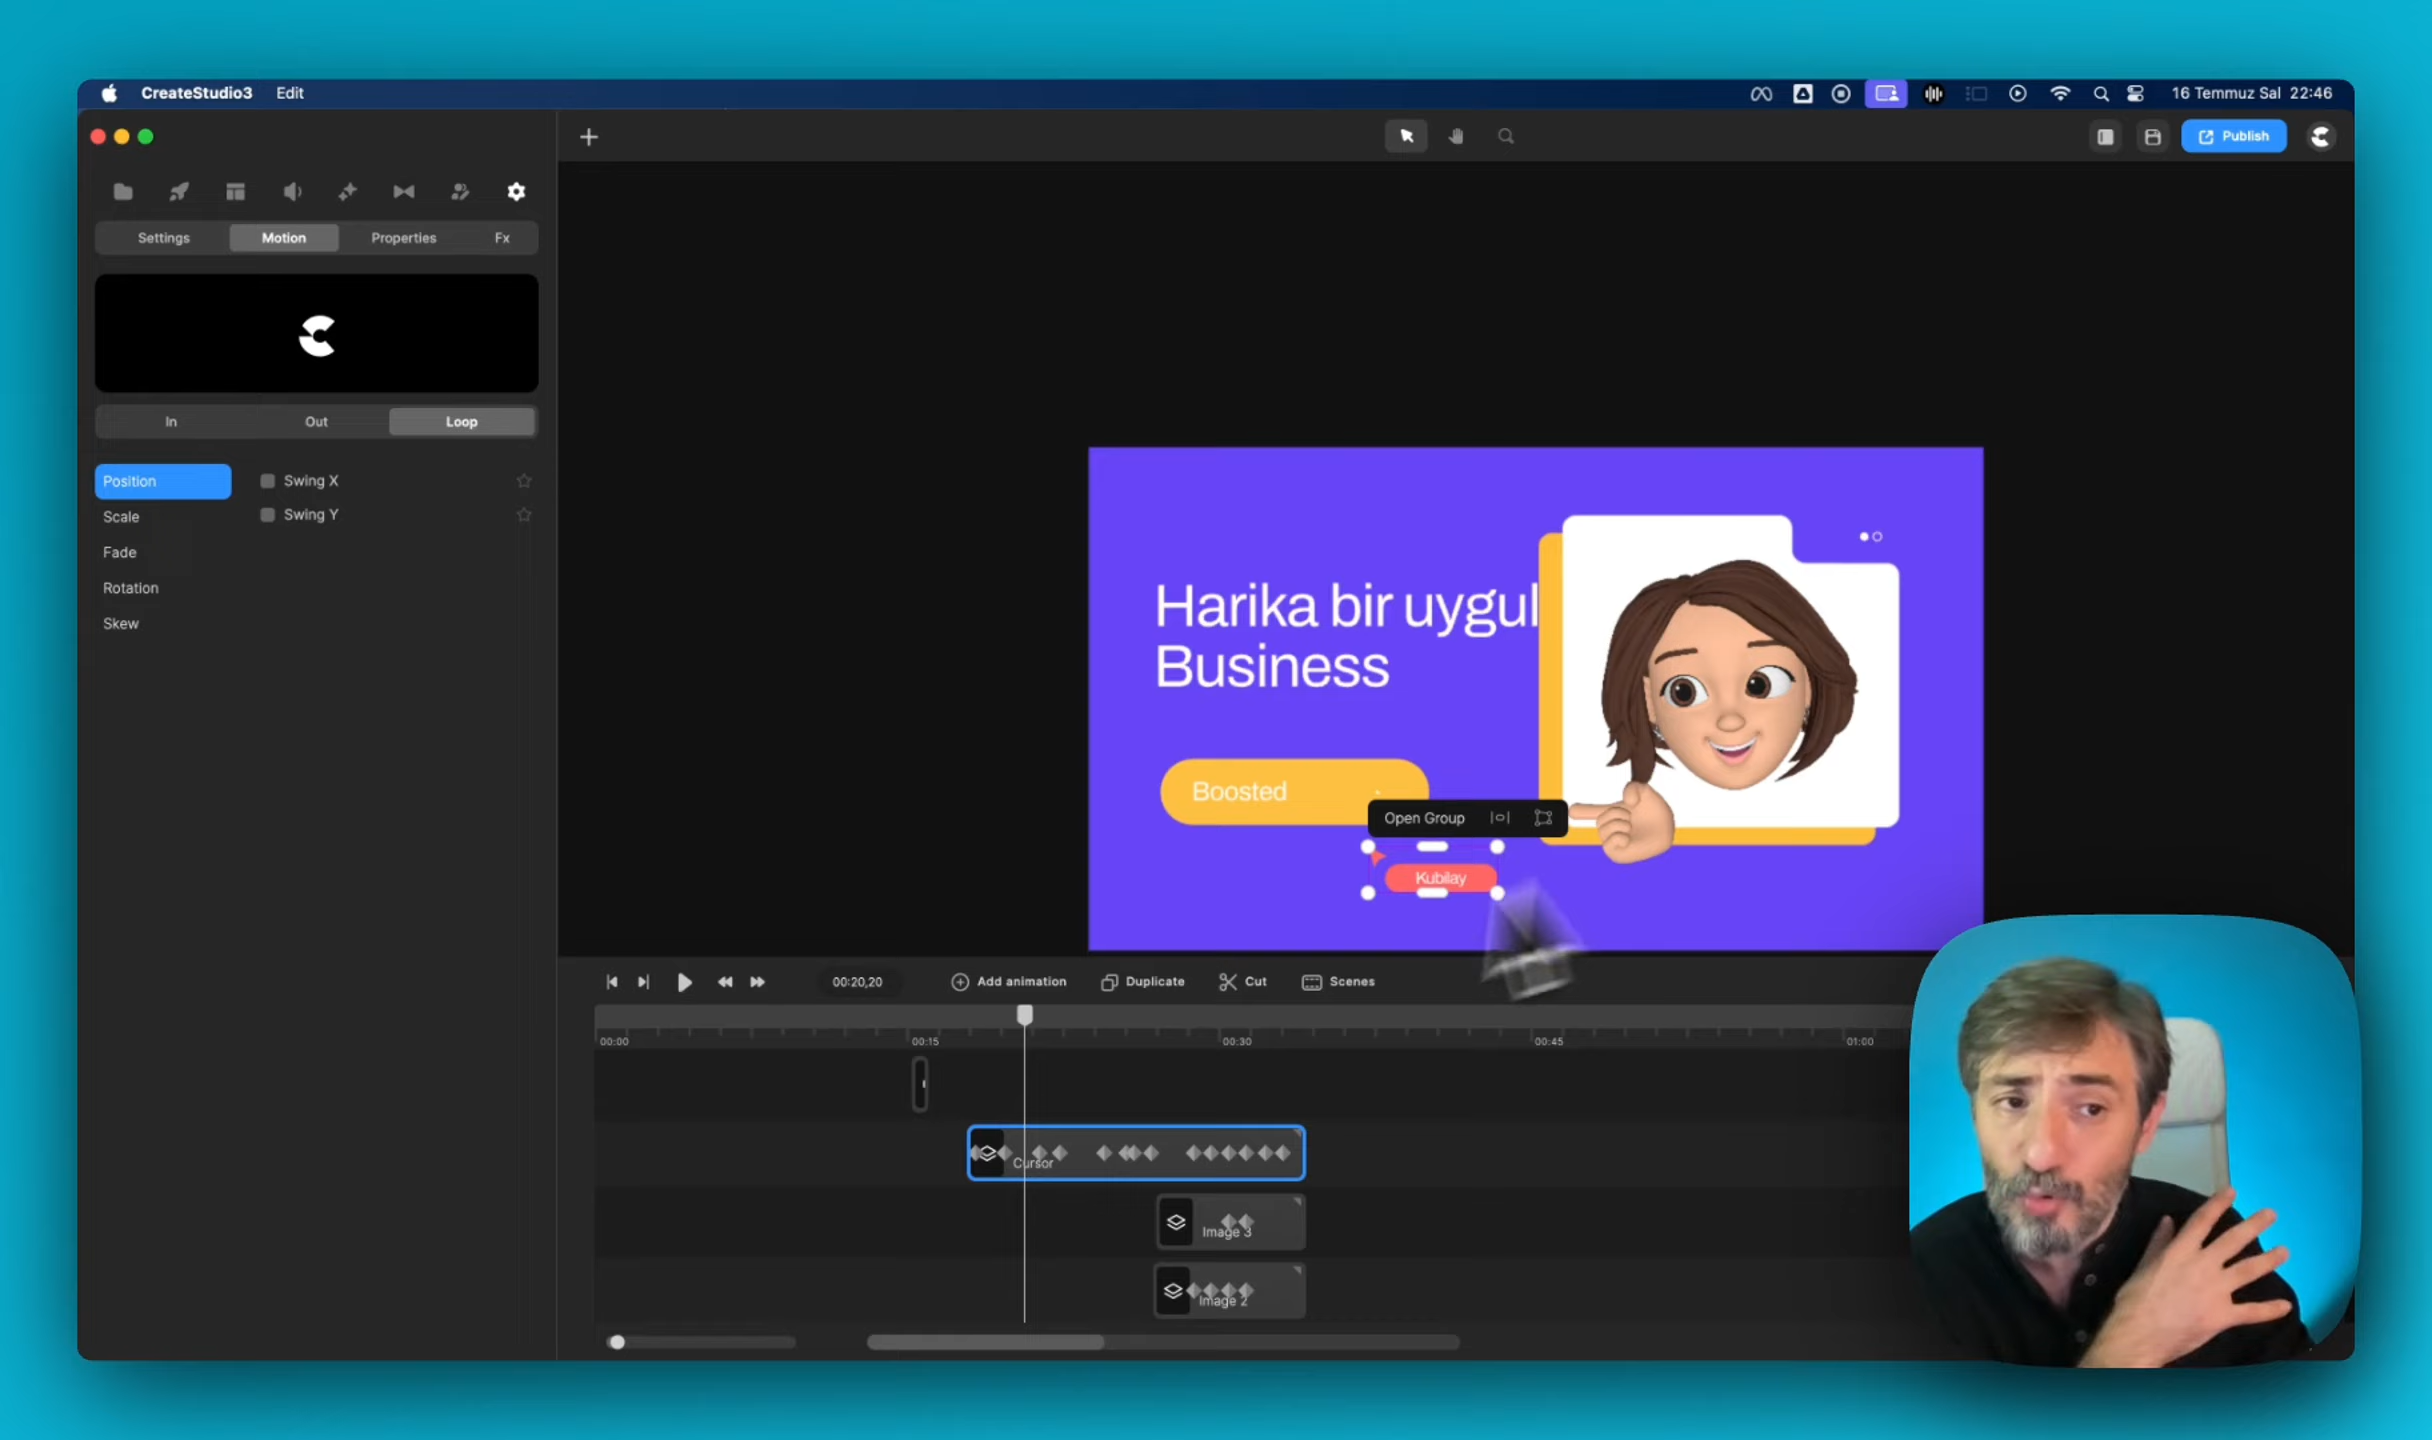 CreateStudio3 Edit
16 Temmuz Sal 22:46
Publish
Settings Motion Properties Fx
In Out Loop
Position
Scale
Fade
Rotation
Skew
Swing X
Swing Y
Harika bir uygul
Business
Boosted
Open Group
Kubilay
00:20,20 Add animation Duplicate Cut Scenes
00:00 00:15 00:30 00:45 01:00
Cursor
Image 3
Image 2